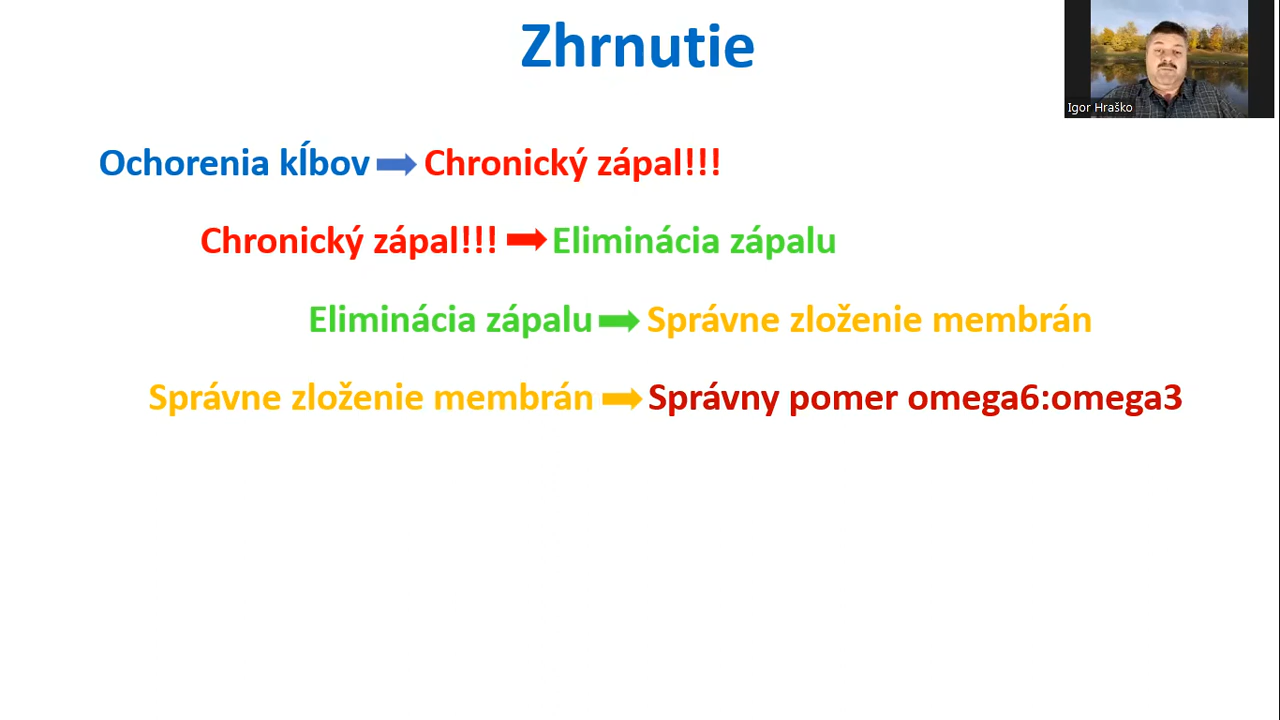 Zhrnutie
Igor Hraško
Ochorenia kĺbov Chronický zápal!!!
Chronický zápal!!! Eliminácia zápalu
Eliminácia zápalu Správne zloženie membrán
Správne zloženie membrán Správny pomer omega6:omega3